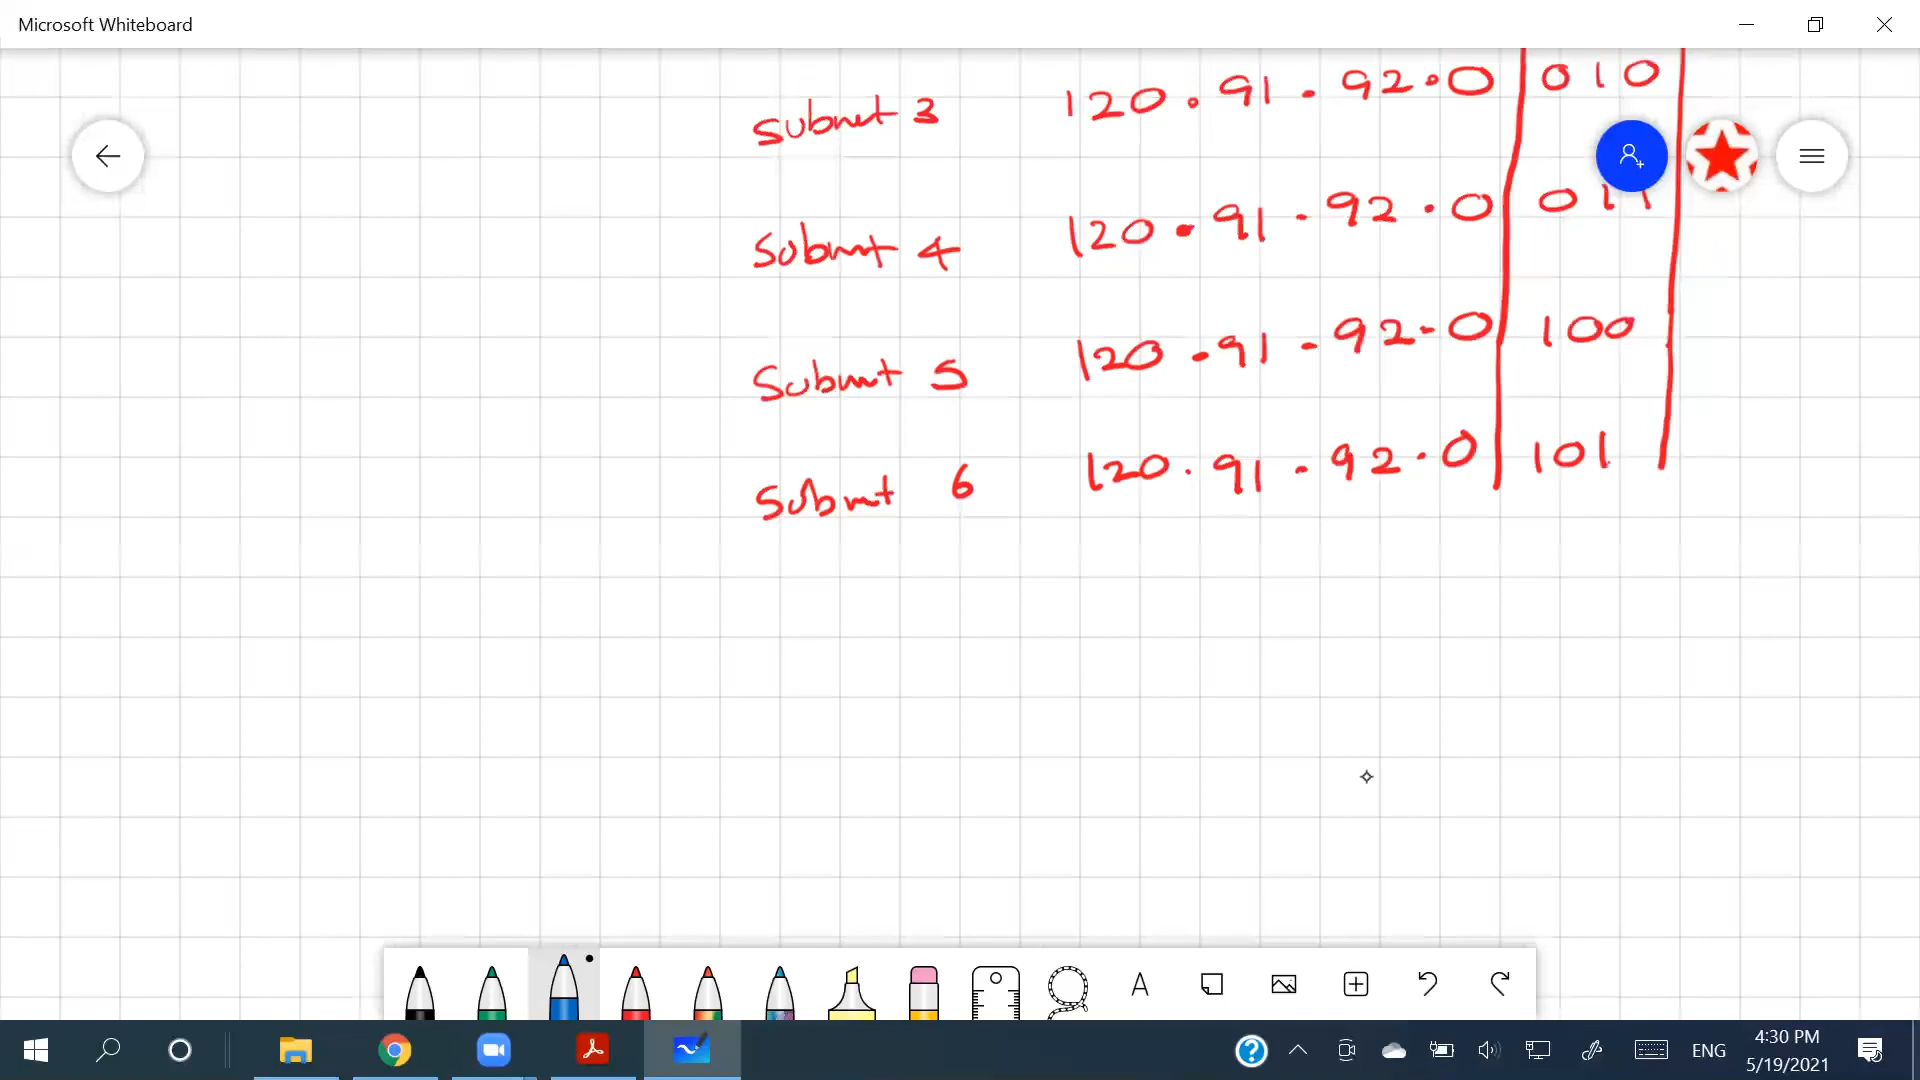 Microsoft Whiteboard
Subnet 3 120.91.92.0 010
Subnet 4 120.91.92.0 011
Subnet 5 120.91.92.0 100
Subnet 6 120.91.92.0 101
A
ENG
4:30 PM
5/19/2021